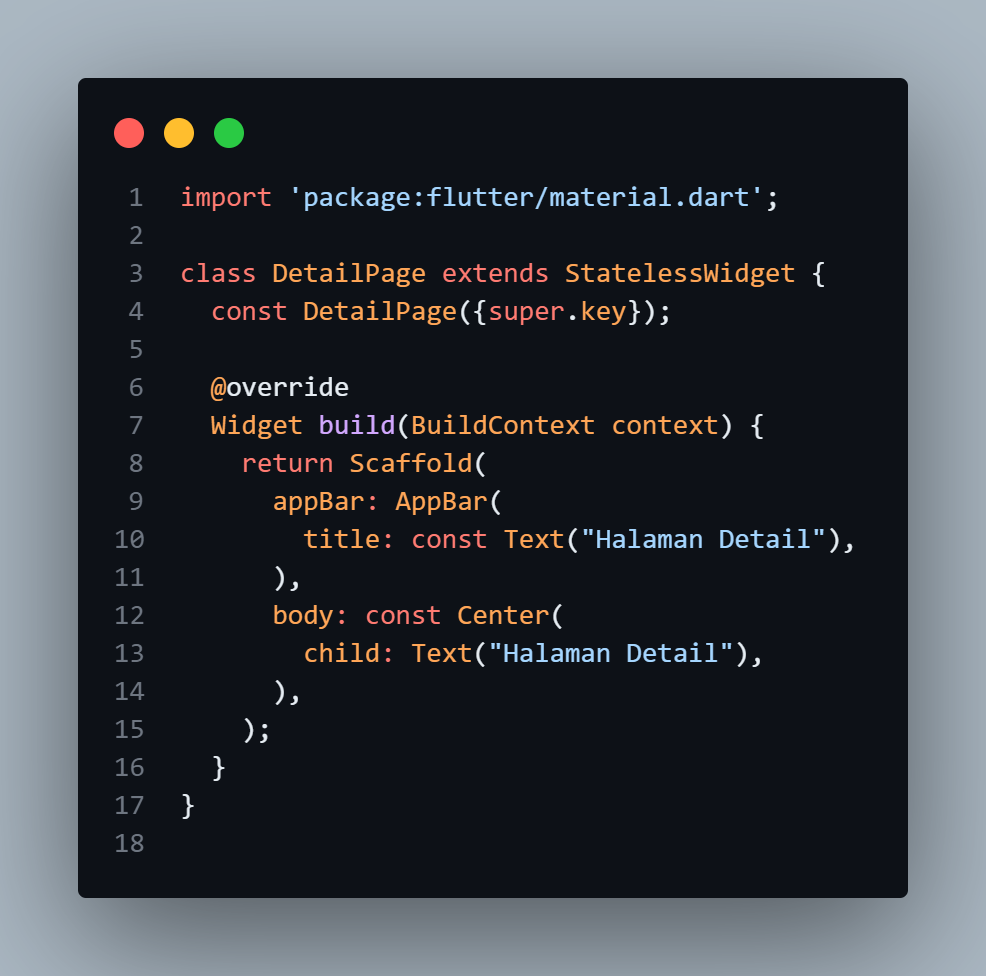 1 import 'package:flutter/material.dart';
2
3 class DetailPage extends StatelessWidget {
4   const DetailPage({super.key});
5
6   @override
7   Widget build(BuildContext context) {
8     return Scaffold(
9       appBar: AppBar(
10         title: const Text("Halaman Detail"),
11       ),
12       body: const Center(
13         child: Text("Halaman Detail"),
14       ),
15     );
16   }
17 }
18